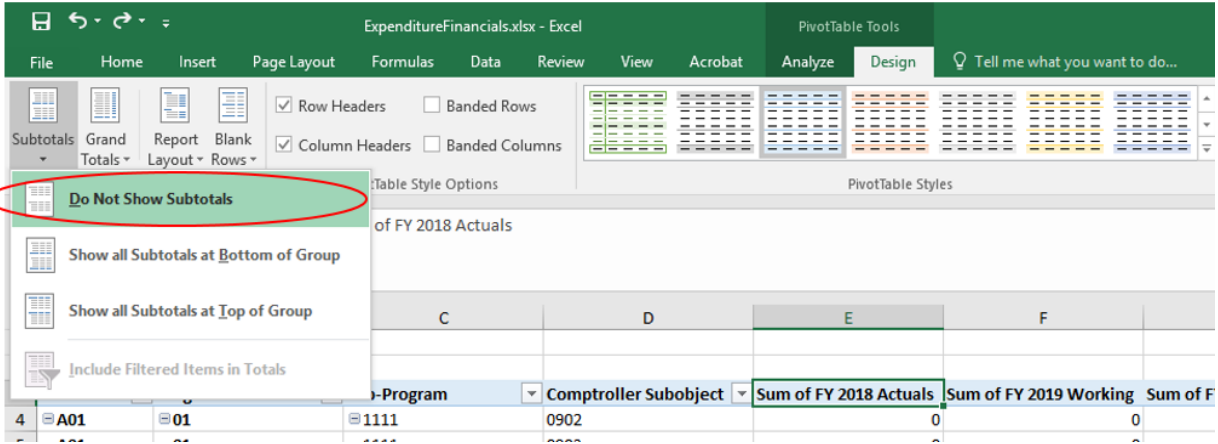 ExpenditureFinancials.xlsx - Excel
PivotTable Tools
File Home Insert Page Layout Formulas Data Review View Acrobat Analyze Design Tell me what you want to do...
Subtotals
Grand Totals
Report Layout
Blank Rows
Row Headers
Banded Rows
Column Headers
Banded Columns
Table Style Options
PivotTable Styles
Do Not Show Subtotals
Show all Subtotals at Bottom of Group
Show all Subtotals at Top of Group
Include Filtered Items in Totals
of FY 2018 Actuals
C D E F
-Program Comptroller Subobject Sum of FY 2018 Actuals Sum of FY 2019 Working Sum of F
4 A01 01 1111 0902 0 0